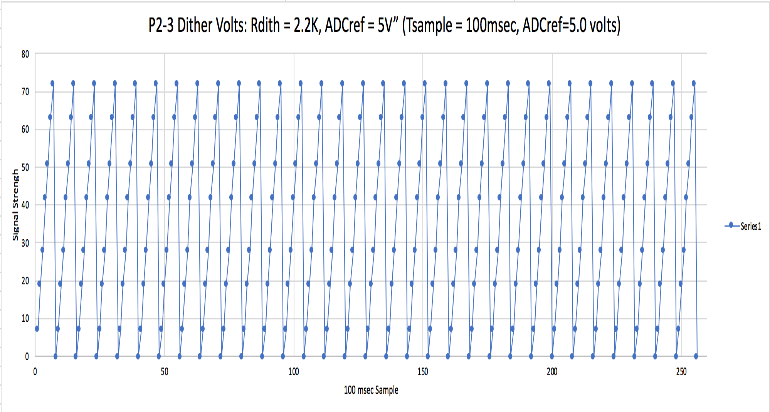 P2-3 Dither Volts: Rdith = 2.2K, ADCref = 5V” (Tsample = 100msec, ADCref=5.0 volts)
80
70
60
50
40
30
20
10
0
Signal Strengh
0 50 100 150 200 250
100 msec Sample
Series1